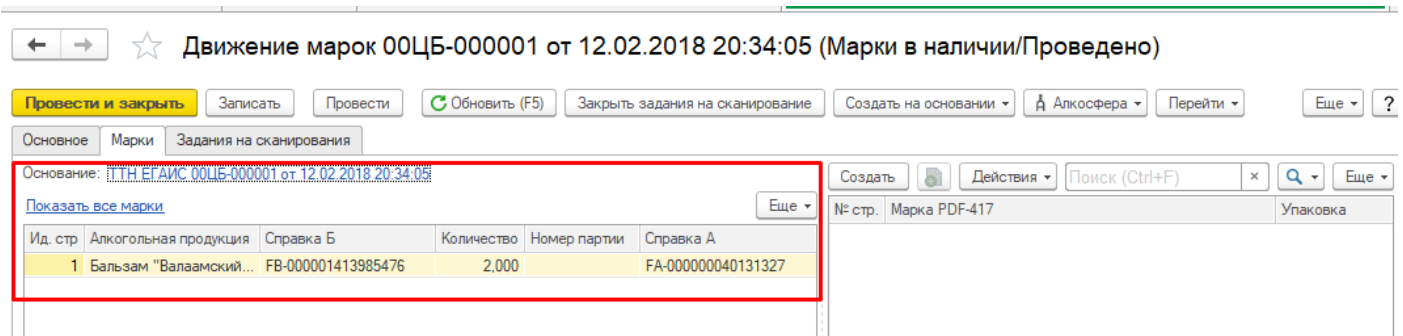 Движение марок 00ЦБ-000001 от 12.02.2018 20:34:05 (Марки в наличии/Проведено)
Провести и закрыть Записать Провести Обновить (F5) Закрыть задания на сканирование Создать на основании Алкосфера Перейти Еще ?
Основное Марки Задания на сканирование
Основание: ТТН ЕГАИС 00ЦБ-000001 от 12.02.2018 20:34:05
Показать все марки Еще
Ид. стр Алкогольная продукция Справка Б Количество Номер партии Справка А
1 Бальзам "Валаамский... FB-000001413985476 2,000 FA-000000040131327
Создать Действия Поиск (Ctrl+F) × Еще
№ стр. Марка PDF-417 Упаковка